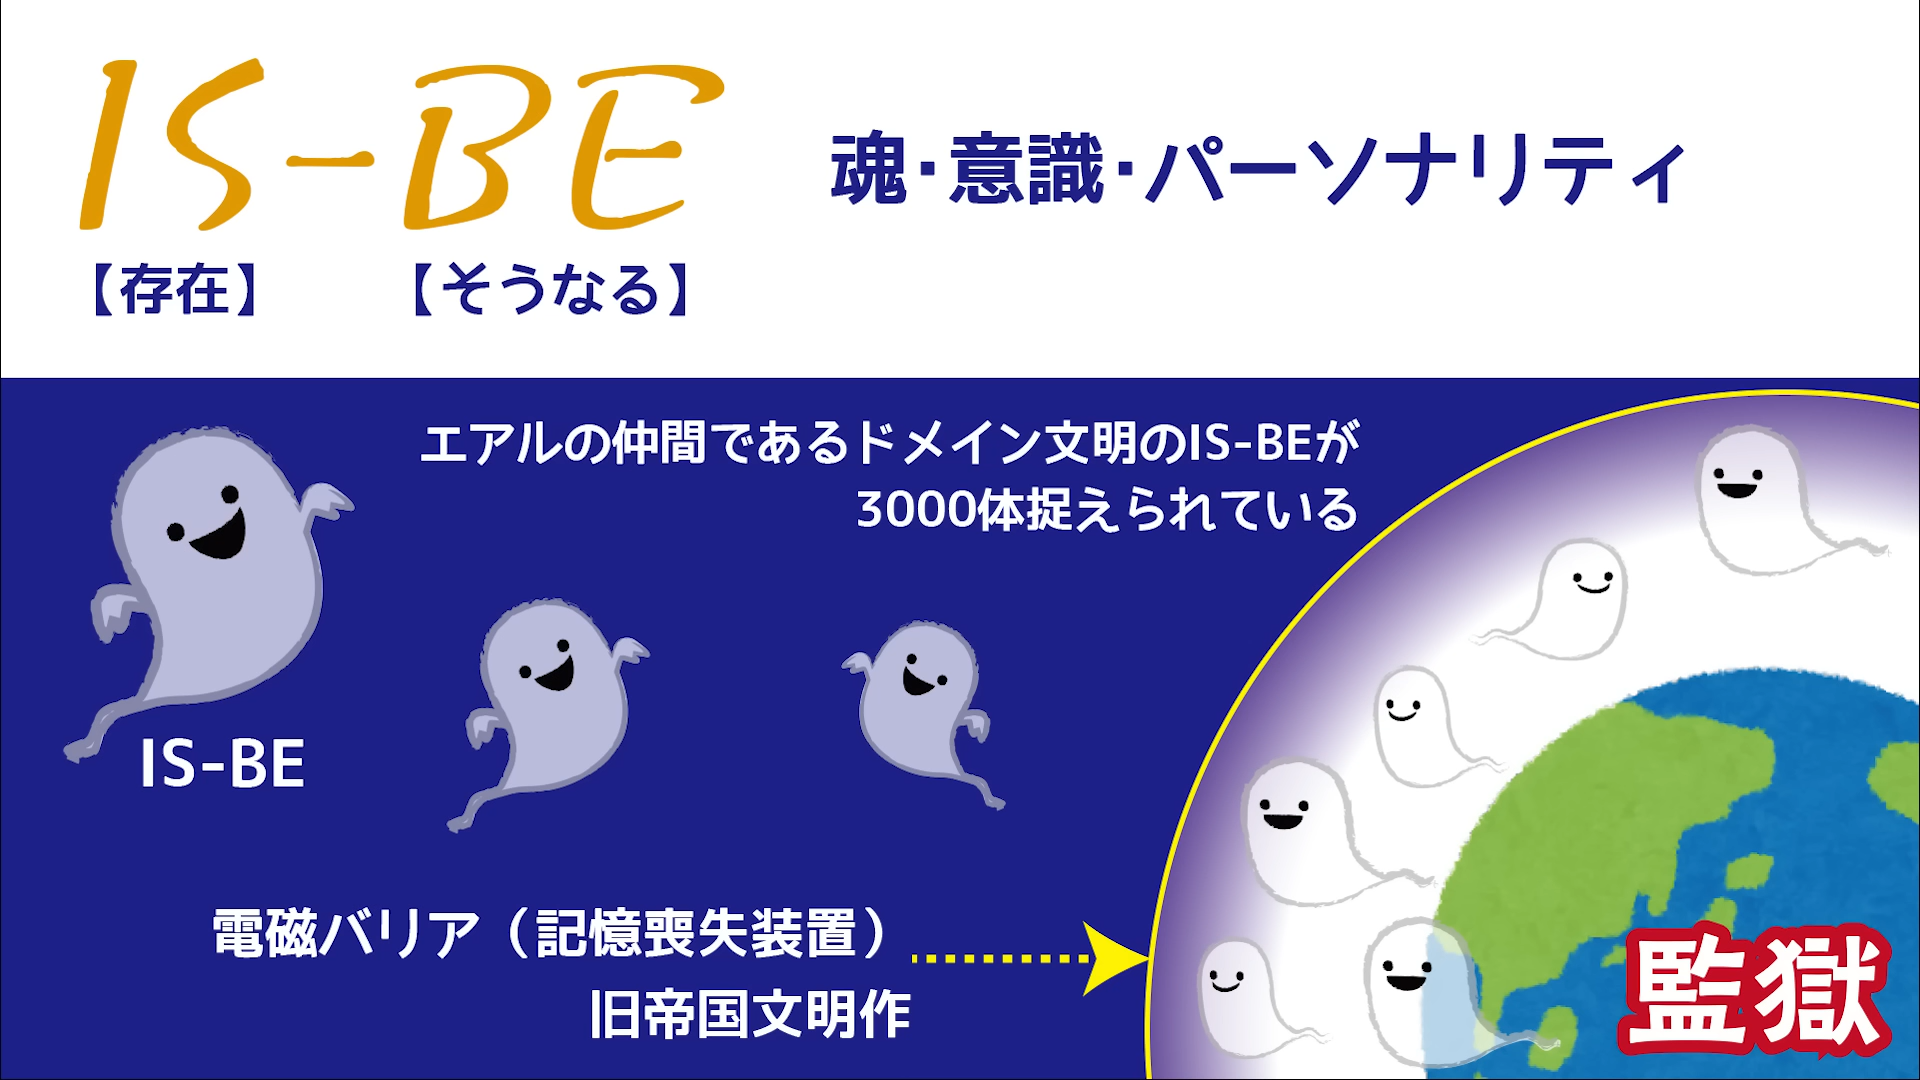 IS-BE
魂・意識・パーソナリティ
【存在】 【そうなる】
エアルの仲間であるドメイン文明のIS-BEが
3000体捉えられている
IS-BE
電磁バリア（記憶喪失装置）
旧帝国文明作
監獄